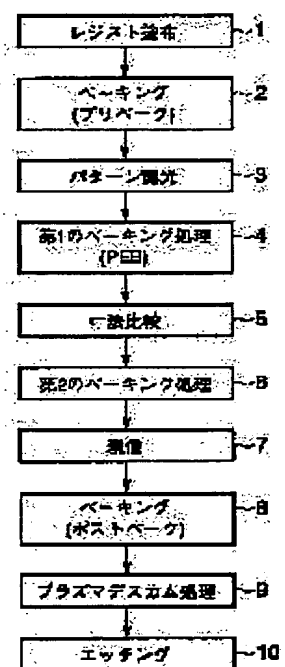 レジスト塗布 1
ベーキング 2
(プリベーク)
パターン露光 3
第1のベーキング処理 4
(PEB)
寸法比較 5
第2のベーキング処理 6
現像 7
ベーキング 8
(ポストベーク)
プラズマデスカム処理 9
エッチング 10